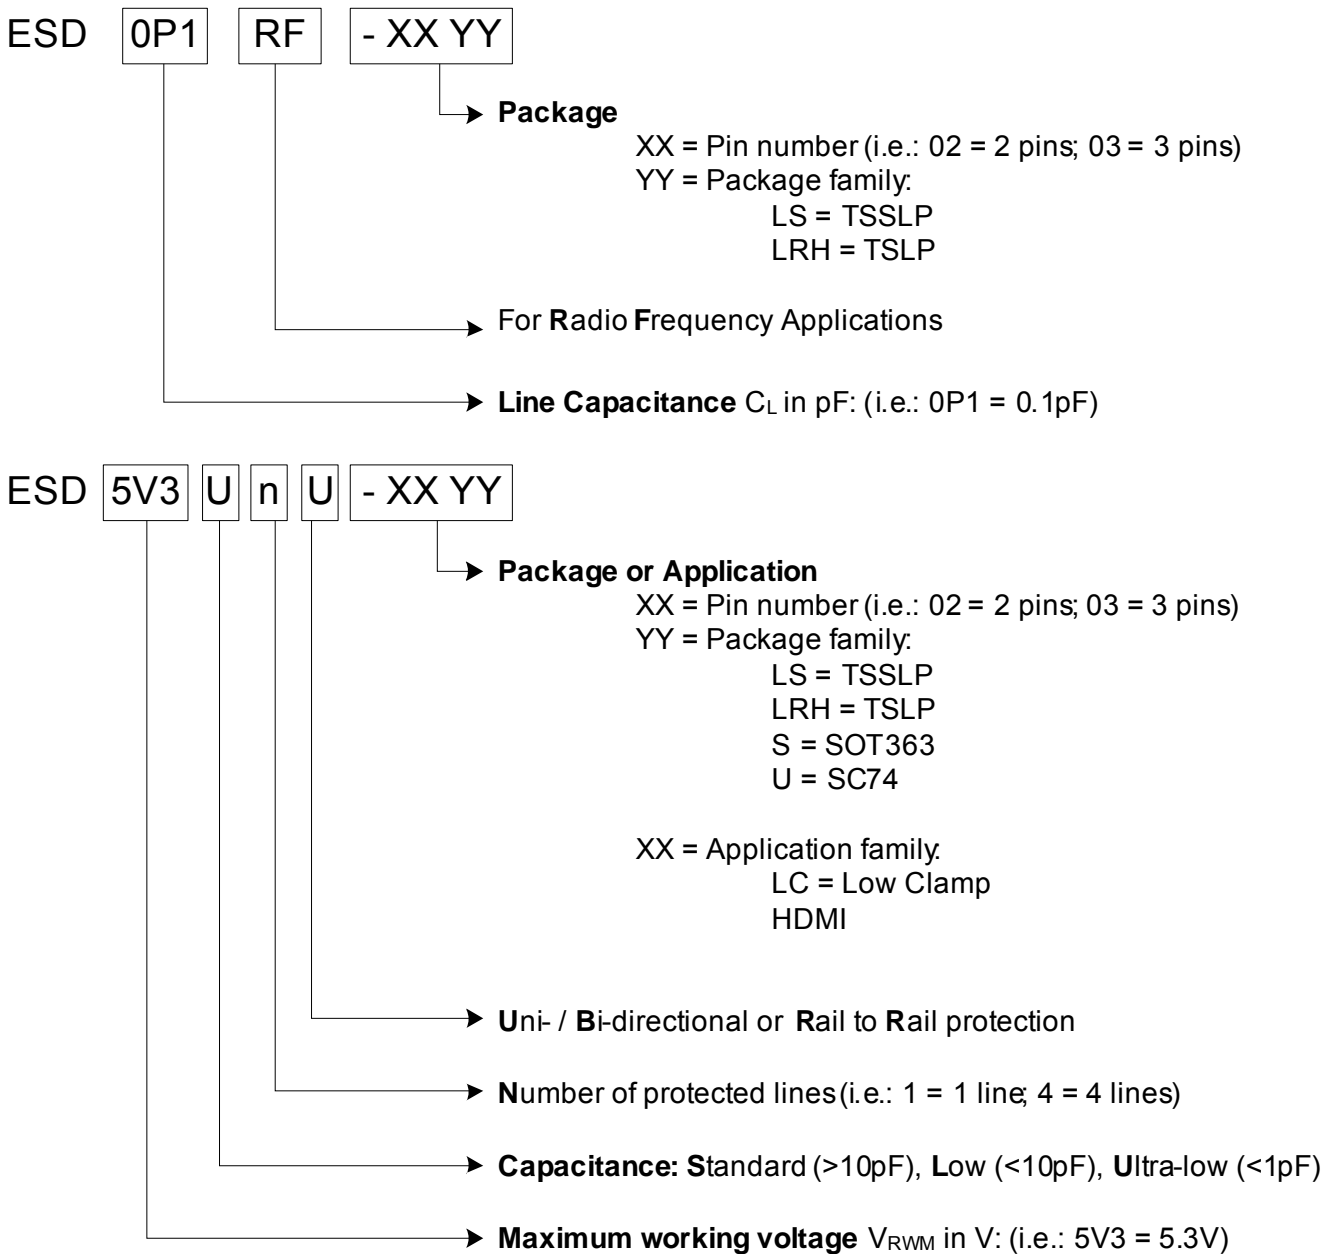 ESD 0P1 RF - XX YY
Package
XX = Pin number (i.e.: 02 = 2 pins; 03 = 3 pins)
YY = Package family:
LS = TSSLP
LRH = TSLP
For Radio Frequency Applications
Line Capacitance CL in pF: (i.e.: 0P1 = 0.1pF)
ESD 5V3 U n U - XX YY
Package or Application
XX = Pin number (i.e.: 02 = 2 pins; 03 = 3 pins)
YY = Package family:
LS = TSSLP
LRH = TSLP
S = SOT363
U = SC74
XX = Application family:
LC = Low Clamp
HDMI
Uni- / Bi-directional or Rail to Rail protection
Number of protected lines (i.e.: 1 = 1 line; 4 = 4 lines)
Capacitance: Standard (>10pF), Low (<10pF), Ultra-low (<1pF)
Maximum working voltage VRWM in V: (i.e.: 5V3 = 5.3V)